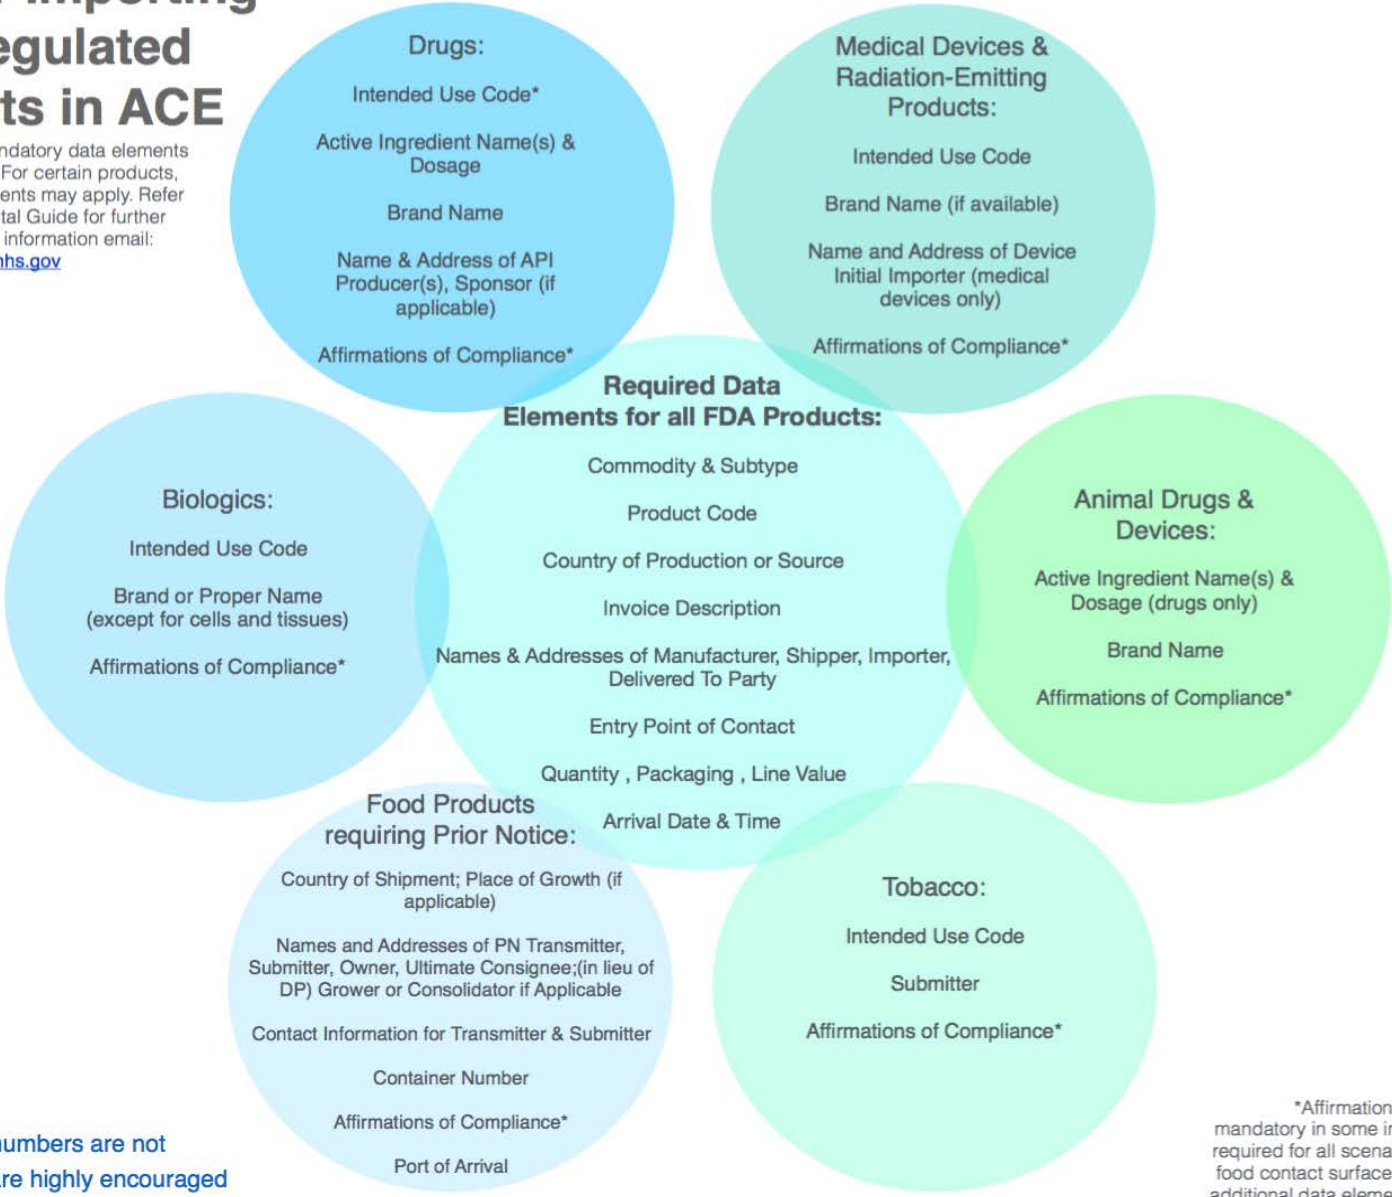 Importing
egulated
ts in ACE
ndatory data elements
For certain products,
ents may apply. Refer
tal Guide for further
information email:
hhs.gov
Drugs:
Intended Use Code*
Active Ingredient Name(s) &
Dosage
Brand Name
Name & Address of API
Producer(s), Sponsor (if
applicable)
Affirmations of Compliance*
Medical Devices &
Radiation-Emitting
Products:
Intended Use Code
Brand Name (if available)
Name and Address of Device
Initial Importer (medical
devices only)
Affirmations of Compliance*
Required Data
Elements for all FDA Products:
Commodity & Subtype
Product Code
Country of Production or Source
Invoice Description
Names & Addresses of Manufacturer, Shipper, Importer,
Delivered To Party
Entry Point of Contact
Quantity , Packaging , Line Value
Arrival Date & Time
Biologics:
Intended Use Code
Brand or Proper Name
(except for cells and tissues)
Affirmations of Compliance*
Animal Drugs &
Devices:
Active Ingredient Name(s) &
Dosage (drugs only)
Brand Name
Affirmations of Compliance*
Food Products
requiring Prior Notice:
Country of Shipment; Place of Growth (if
applicable)
Names and Addresses of PN Transmitter,
Submitter, Owner, Ultimate Consignee;(in lieu of
DP) Grower or Consolidator if Applicable
Contact Information for Transmitter & Submitter
Container Number
Affirmations of Compliance*
Port of Arrival
Tobacco:
Intended Use Code
Submitter
Affirmations of Compliance*
numbers are not
are highly encouraged
*Affirmation
mandatory in some in
required for all scena
food contact surface
additional data eleme